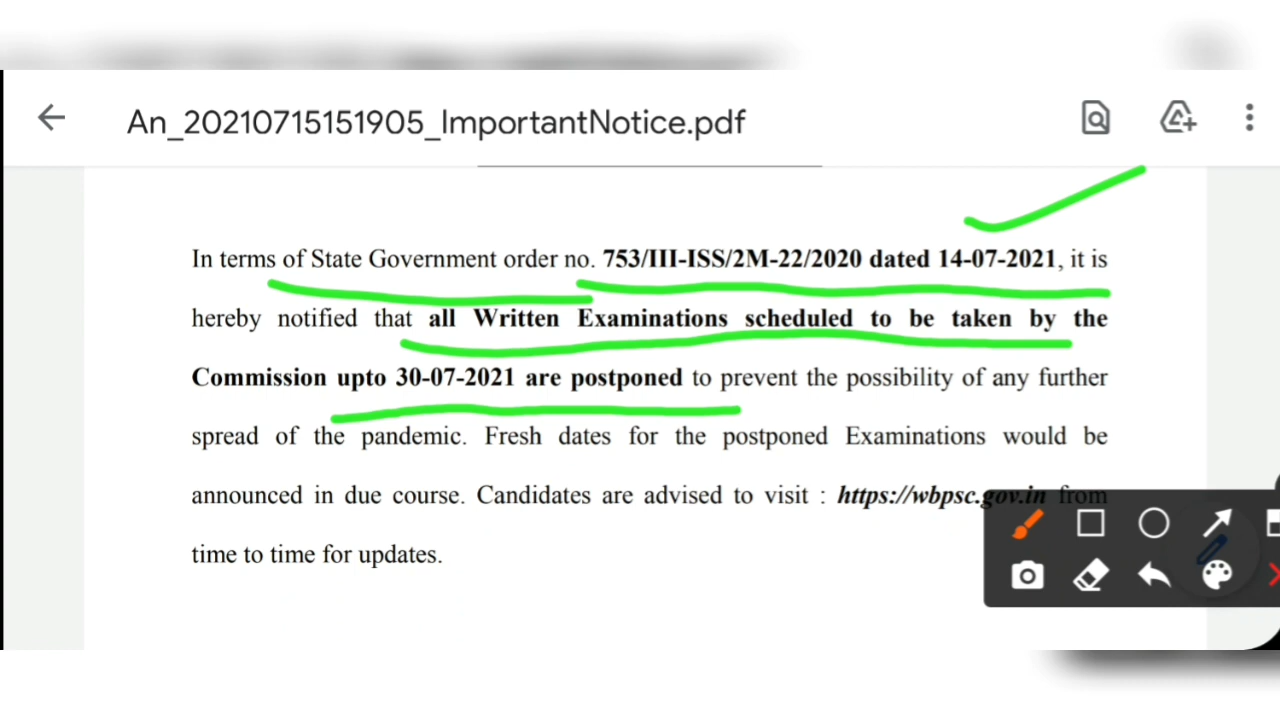 An_20210715151905_ImportantNotice.pdf
In terms of State Government order no. 753/III-ISS/2M-22/2020 dated 14-07-2021, it is
hereby notified that all Written Examinations scheduled to be taken by the
Commission upto 30-07-2021 are postponed to prevent the possibility of any further
spread of the pandemic. Fresh dates for the postponed Examinations would be
announced in due course. Candidates are advised to visit : https://wbpsc.gov.in from
time to time for updates.